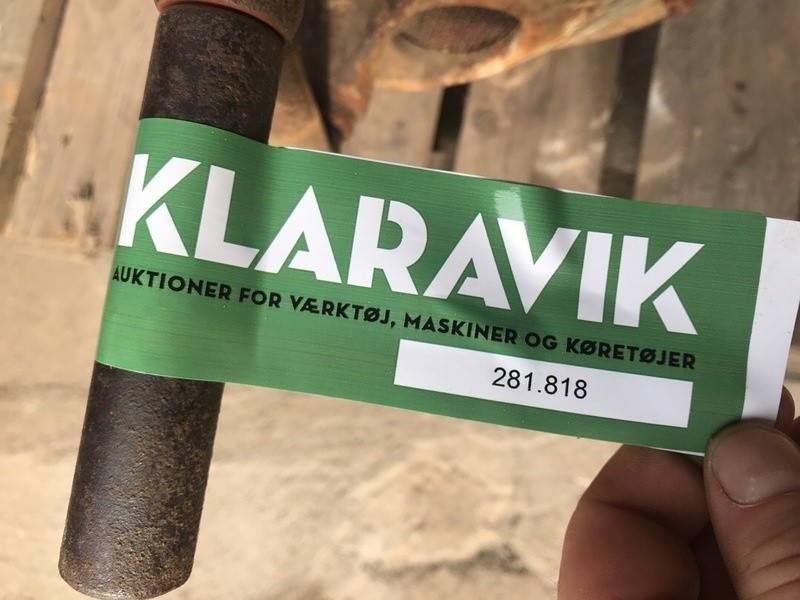 KLARAVIK
AUKTIONER FOR VÆRKTØJ, MASKINER OG KØRETØJER
281.818